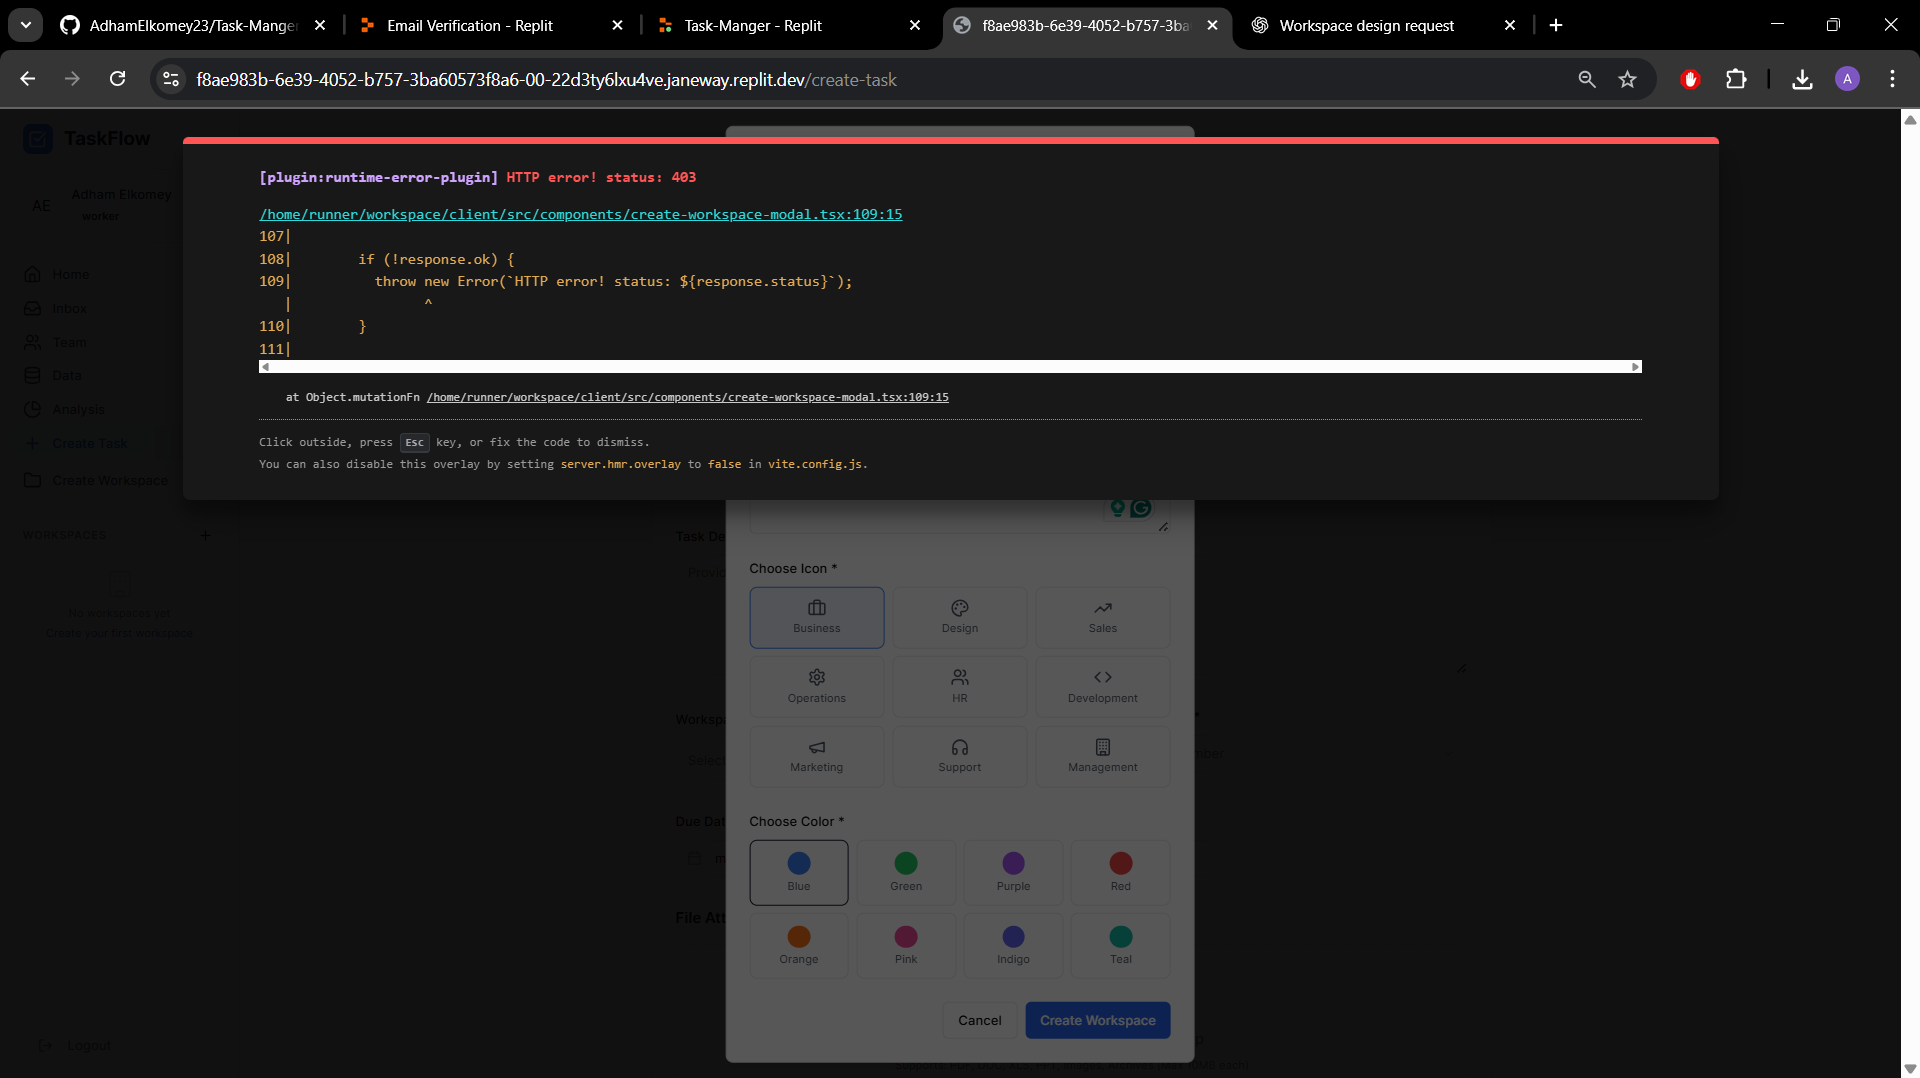 AdhamElkomey23/Task-Manger
Email Verification - Replit
Task-Manger - Replit
f8ae983b-6e39-4052-b757-3ba
Workspace design request
f8ae983b-6e39-4052-b757-3ba60573f8a6-00-22d3ty6lxu4ve.janeway.replit.dev/create-task
A
TaskFlow
AE
Adham Elkomey
worker
Home
Inbox
Team
Data
Analysis
Create Task
Create Workspace
WORKSPACES
No workspaces yet
Create your first workspace
Logout
[plugin:runtime-error-plugin] HTTP error! status: 403
/home/runner/workspace/client/src/components/create-workspace-modal.tsx:109:15
107|
108|        if (!response.ok) {
109|          throw new Error(`HTTP error! status: ${response.status}`);
|                ^
110|        }
111|
at Object.mutationFn /home/runner/workspace/client/src/components/create-workspace-modal.tsx:109:15
Click outside, press Esc key, or fix the code to dismiss.
You can also disable this overlay by setting server.hmr.overlay to false in vite.config.js.
Task De
Provid
Workspa
Select
Due Dat
m
File Att
Choose Icon *
Business
Design
Sales
Operations
HR
Development
Marketing
Support
Management
Choose Color *
Blue
Green
Purple
Red
Orange
Pink
Indigo
Teal
Cancel
Create Workspace